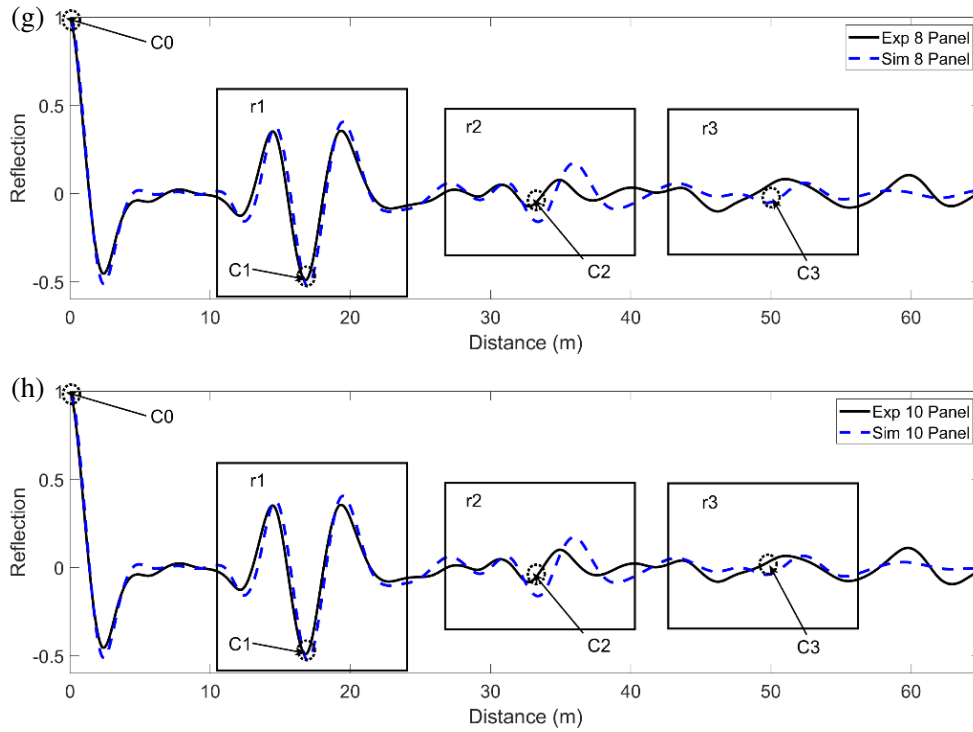 (g)
1
0.5
0
-0.5
Reflection
C0
r1
C1
r2
C2
r3
C3
Exp 8 Panel
Sim 8 Panel
0 10 20 30 40 50 60
Distance (m)
(h)
1
0.5
0
-0.5
Reflection
C0
r1
C1
r2
C2
r3
C3
Exp 10 Panel
Sim 10 Panel
0 10 20 30 40 50 60
Distance (m)